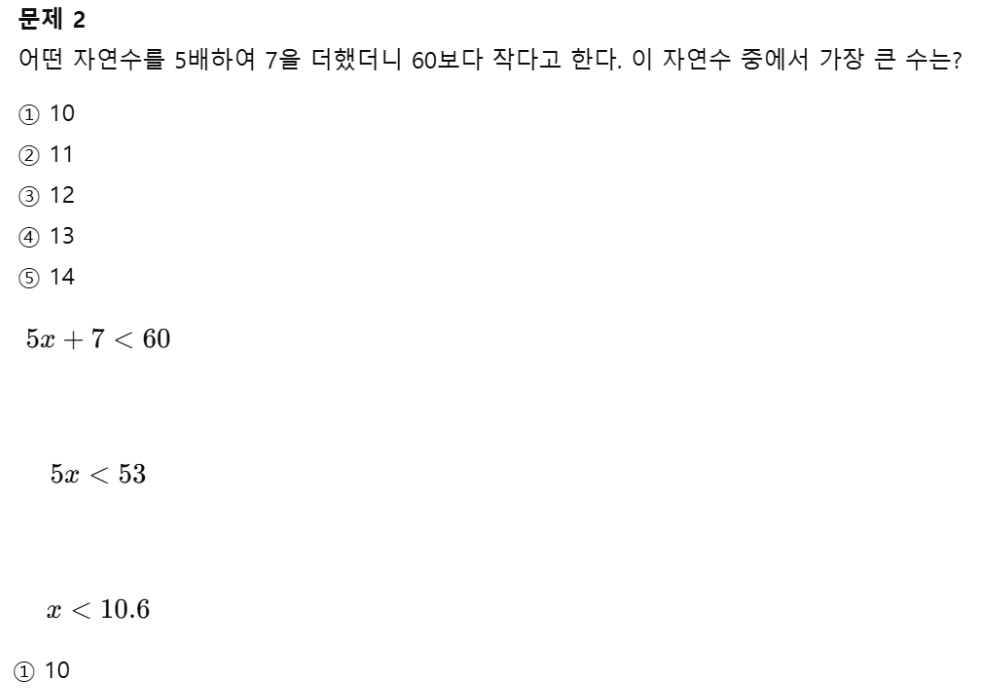 문제 2
어떤 자연수를 5배하여 7을 더했더니 60보다 작다고 한다. 이 자연수 중에서 가장 큰 수는?
① 10
② 11
③ 12
④ 13
⑤ 14
5x + 7 < 60
5x < 53
x < 10.6
① 10